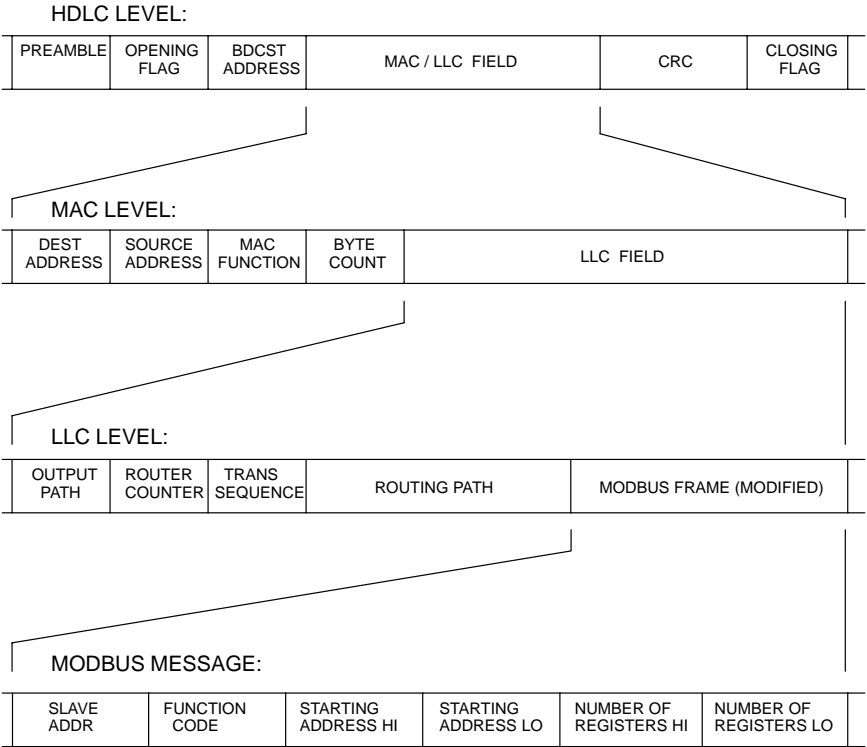 HDLC LEVEL:
PREAMBLE
OPENING
FLAG
BDCST
ADDRESS
MAC / LLC FIELD
CRC
CLOSING
FLAG
MAC LEVEL:
DEST
ADDRESS
SOURCE
ADDRESS
MAC
FUNCTION
BYTE
COUNT
LLC FIELD
LLC LEVEL:
OUTPUT
PATH
ROUTER
COUNTER
TRANS
SEQUENCE
ROUTING PATH
MODBUS FRAME (MODIFIED)
MODBUS MESSAGE:
SLAVE
ADDR
FUNCTION
CODE
STARTING
ADDRESS HI
STARTING
ADDRESS LO
NUMBER OF
REGISTERS HI
NUMBER OF
REGISTERS LO